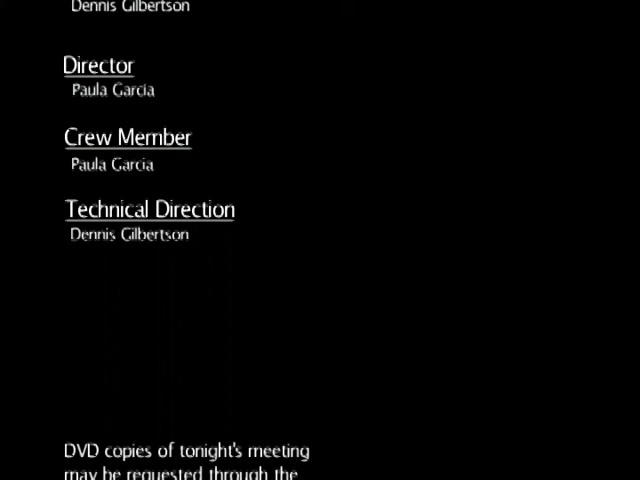 Dennis Gilbertson
Director
Paula Garcia
Crew Member
Paula Garcia
Technical Direction
Dennis Gilbertson
DVD copies of tonight's meeting
may be requested through the